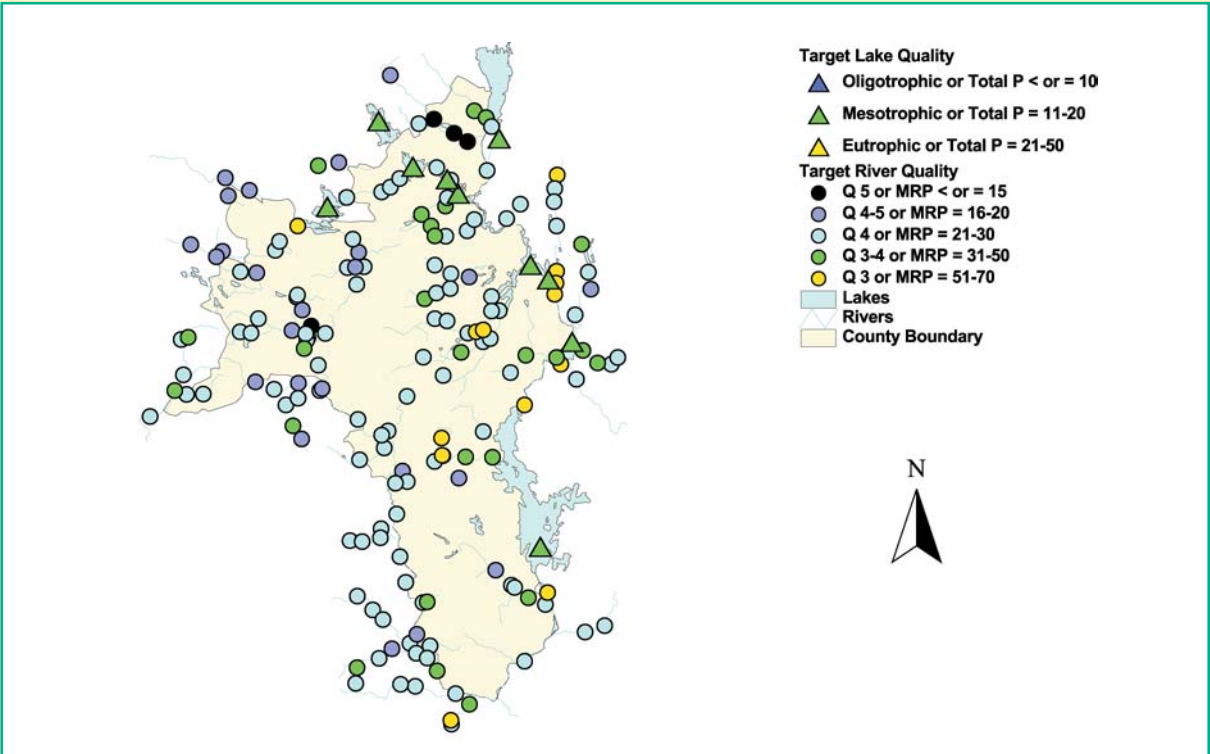 Target Lake Quality
Oligotrophic or Total P < or = 10
Mesotrophic or Total P = 11-20
Eutrophic or Total P = 21-50
Target River Quality
Q 5 or MRP < or = 15
Q 4-5 or MRP = 16-20
Q 4 or MRP = 21-30
Q 3-4 or MRP = 31-50
Q 3 or MRP = 51-70
Lakes
Rivers
County Boundary
N